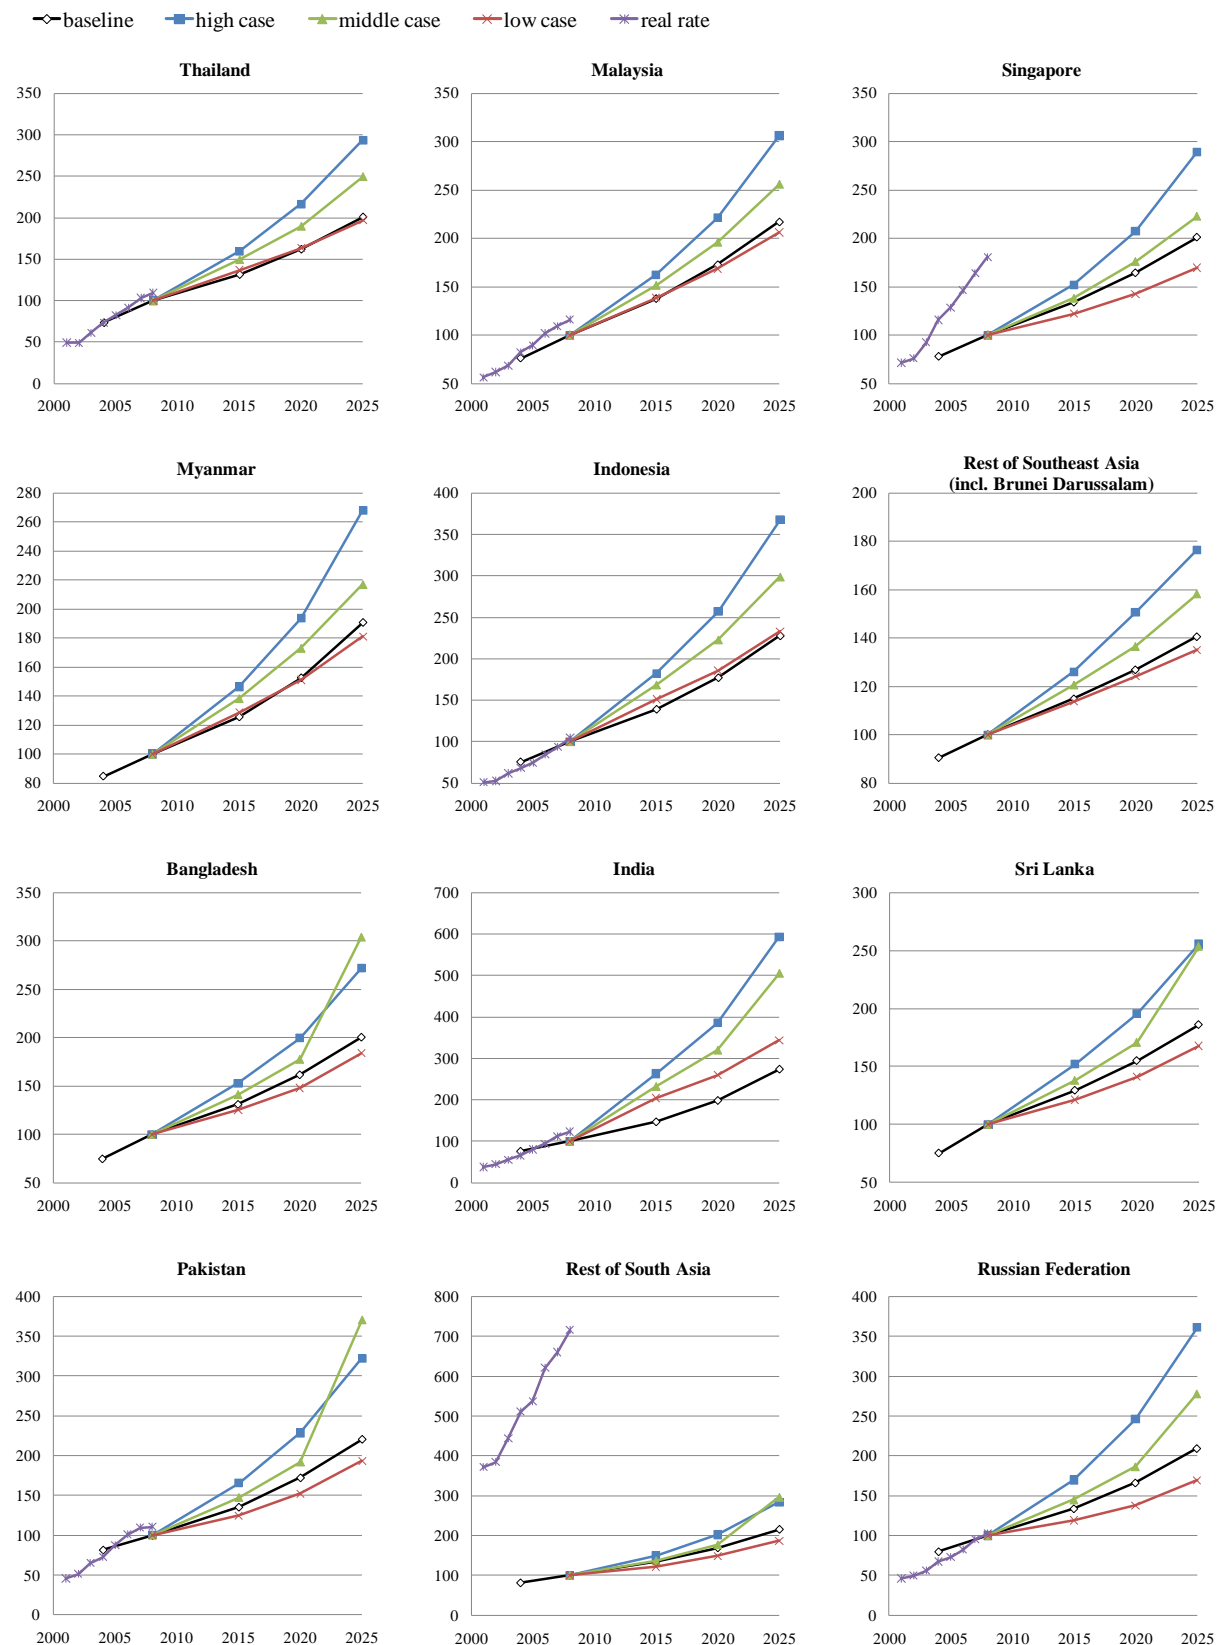 baseline high case middle case low case real rate
Thailand Malaysia Singapore
350 350 350
300 300 300
250 250 250
200 200 200
150 150 150
100 100 100
50
0 50 50
2000 2005 2010 2015 2020 2025 2000 2005 2010 2015 2020 2025 2000 2005 2010 2015 2020 2025
Myanmar Indonesia Rest of Southeast Asia
(incl. Brunei Darussalam)
280 400 200
260 350 180
240 300 160
220 250 140
200 200 120
180 150 100
160 100 80
140 50
120
100
80
2000 2005 2010 2015 2020 2025 2000 2005 2010 2015 2020 2025 2000 2005 2010 2015 2020 2025
Bangladesh India Sri Lanka
350 700 300
300 600 250
250 500 200
200 400 150
150 300 100
100 200 50
50 100
0
2000 2005 2010 2015 2020 2025 2000 2005 2010 2015 2020 2025 2000 2005 2010 2015 2020 2025
Pakistan Rest of South Asia Russian Federation
400 800 400
350 700 350
300 600 300
250 500 250
200 400 200
150 300 150
100 200 100
50 100 50
0 0 0
2000 2005 2010 2015 2020 2025 2000 2005 2010 2015 2020 2025 2000 2005 2010 2015 2020 2025